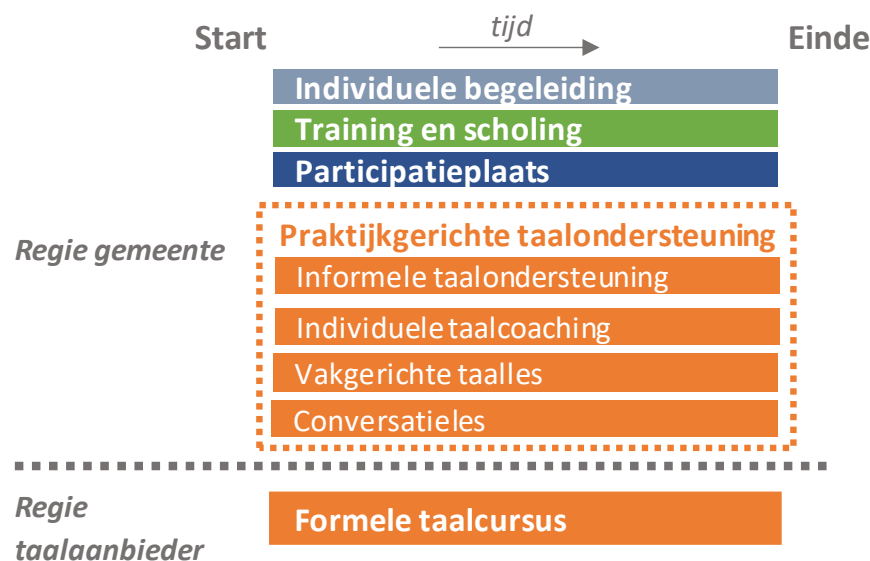 Start tijd Einde
Individuele begeleiding
Training en scholing
Participatieplaats
Regie gemeente
Praktijkgerichte taalondersteuning
Informele taalondersteuning
Individuele taalcoaching
Vakgerichte taalles
Conversatieles
Regie
taalaanbieder
Formele taalcursus